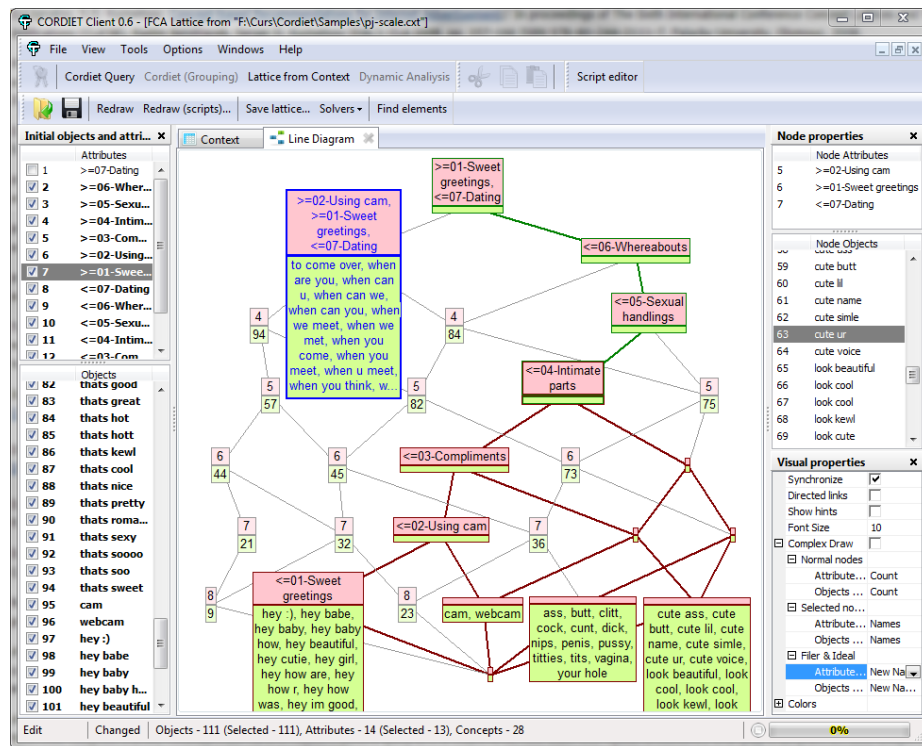 CORDIET Client 0.6 - [FCA Lattice from "F:\Curs\Cordiet\Samples\pj-scale.cxt"]
File View Tools Options Windows Help
Cordiet Query Cordiet (Grouping) Lattice from Context Dynamic Analysis Script editor
Redraw Redraw (scripts)... Save lattice... Solvers Find elements
Initial objects and attri...
Attributes
1 >=07-Dating
2 >=06-Wher...
3 >=05-Sexu...
4 >=04-Intim...
5 >=03-Com...
6 >=02-Using...
7 >=01-Swee...
8 <=07-Dating
9 <=06-Wher...
10 <=05-Sexu...
11 <=04-Intim...
12 <=03-Com
Objects
82 thats good
83 thats great
84 thats hot
85 thats hott
86 thats kewl
87 thats cool
88 thats nice
89 thats pretty
90 thats roma...
91 thats sexy
92 thats soooo
93 thats soo
94 thats sweet
95 cam
96 webcam
97 hey :)
98 hey babe
99 hey baby
100 hey baby h...
101 hey beautiful
Context Line Diagram
>=01-Sweet
greetings,
<=07-Dating
>=02-Using cam,
>=01-Sweet
greetings,
<=07-Dating
to come over, when
are you, when can
u, when can we,
when can you, when
we meet, when we
met, when you
come, when you
meet, when u meet,
when you think, w...
<=06-Whereabouts
<=05-Sexual
handlings
4
94
4
84
<=04-Intimate
parts
5
57
5
82
5
75
<=03-Compliments
6
44
6
45
6
73
<=02-Using cam
7
21
7
32
7
36
<=01-Sweet
greetings
hey :), hey babe,
hey baby, hey baby
how, hey beautiful,
hey cutie, hey girl,
hey how are, hey
how r, hey how
was, hey im good,
8
9
8
23
cam, webcam
ass, butt, clitt,
cock, cunt, dick,
nips, penis, pussy,
titties, tits, vagina,
your hole
cute ass, cute
butt, cute lil, cute
name, cute simle,
cute ur, cute voice,
look beautiful, look
cool, look cool,
look kewl, look
Node properties
Node Attributes
5 >=02-Using cam
6 >=01-Sweet greetings
7 <=07-Dating
Node Objects
58 cute ass
59 cute butt
60 cute lil
61 cute name
62 cute simle
63 cute ur
64 cute voice
65 look beautiful
66 look cool
67 look cool
68 look kewl
69 look cute
Visual properties
Synchronize
Directed links
Show hints
Font Size 10
Complex Draw
Normal nodes
Attribute... Count
Objects ... Count
Selected no...
Attribute... Names
Objects ... Names
Filer & Ideal
Attribute... New Na
Objects ... New Na...
Colors
Edit Changed Objects - 111 (Selected - 111), Attributes - 14 (Selected - 13), Concepts - 28
0%